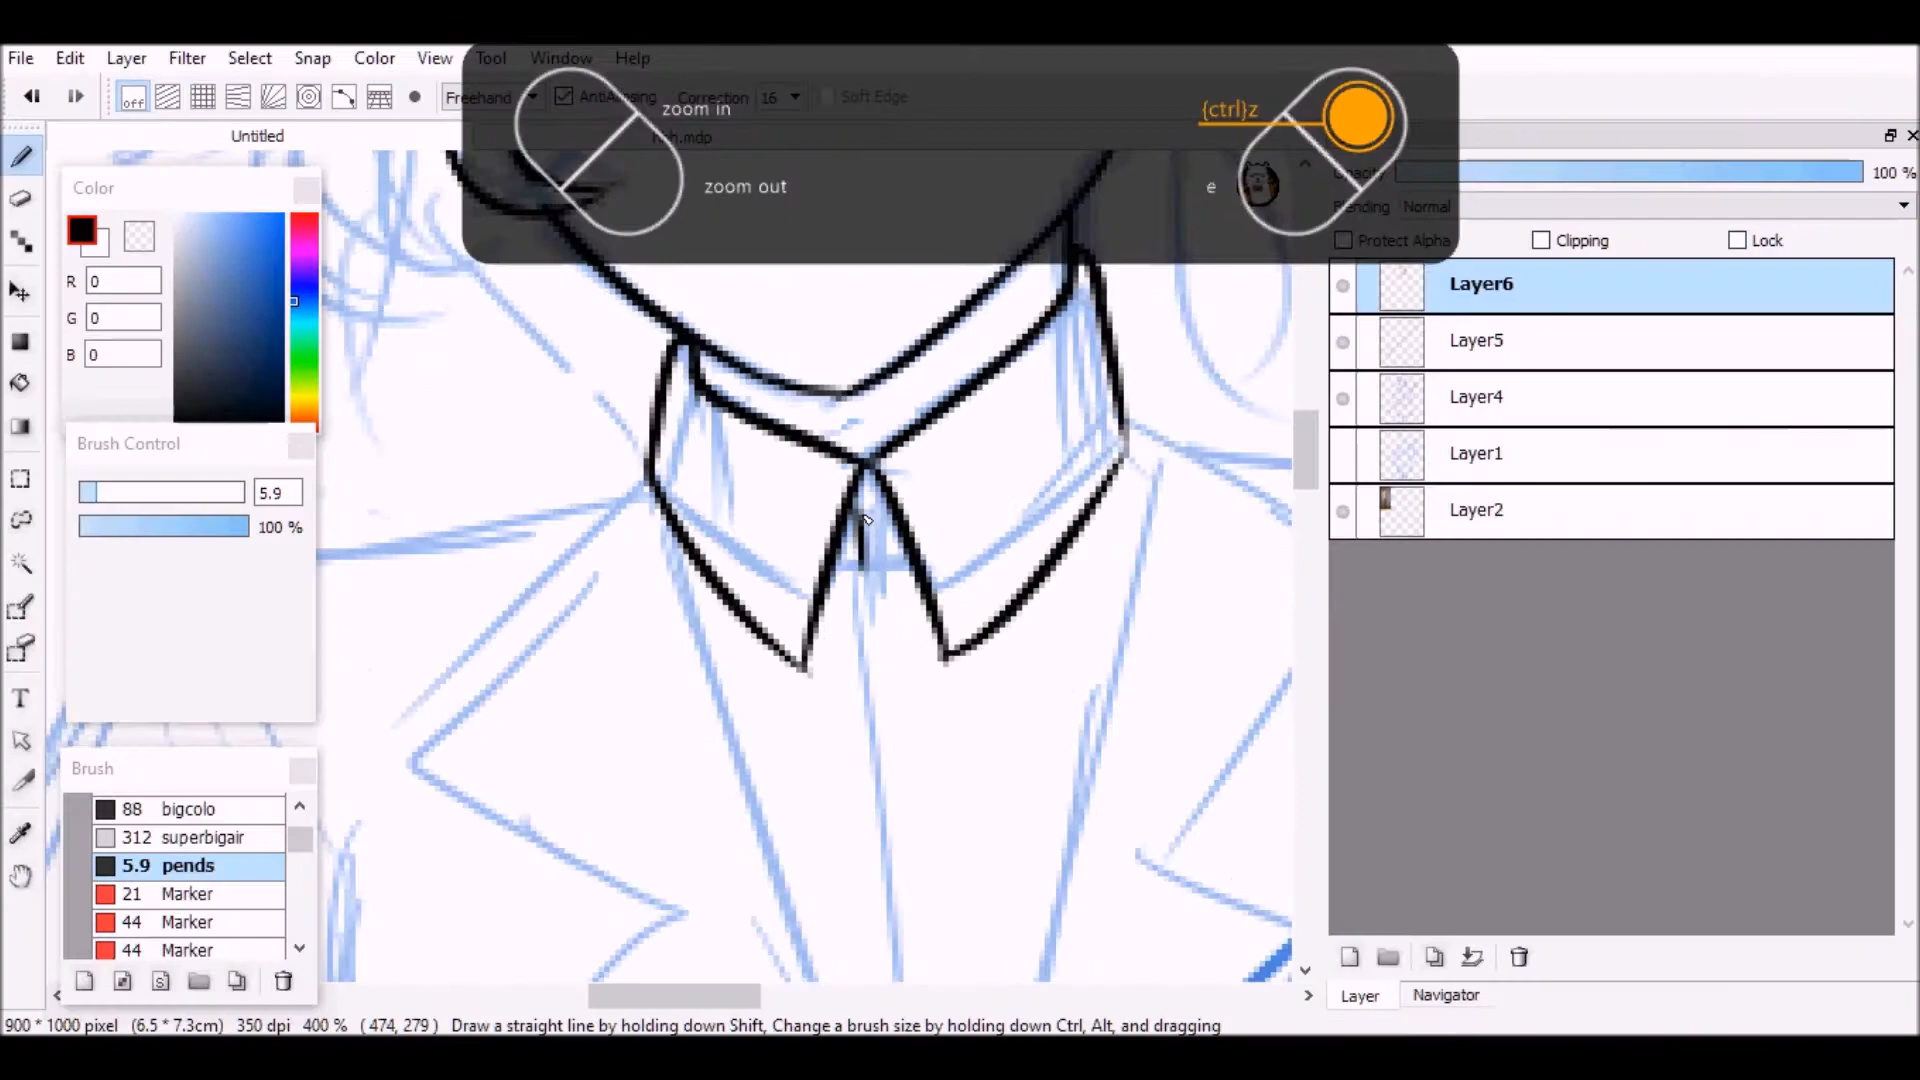 File Edit Layer Filter Select Snap Color View Tool Window Help
off Freehand AntiAliasing Correction 16 Soft Edge
zoom in
zoom out
{ctrl}z
e
Untitled
Opacity 100 %
Blending Normal
Protect Alpha Clipping Lock
Color
R 0
G 0
B 0
Brush Control
5.9
100 %
Brush
88 bigcolo
312 superbigair
5.9 pends
21 Marker
44 Marker
44 Marker
Layer6
Layer5
Layer4
Layer1
Layer2
Layer Navigator
900 * 1000 pixel (6.5 * 7.3cm) 350 dpi 400 % ( 474, 279 ) Draw a straight line by holding down Shift, Change a brush size by holding down Ctrl, Alt, and dragging